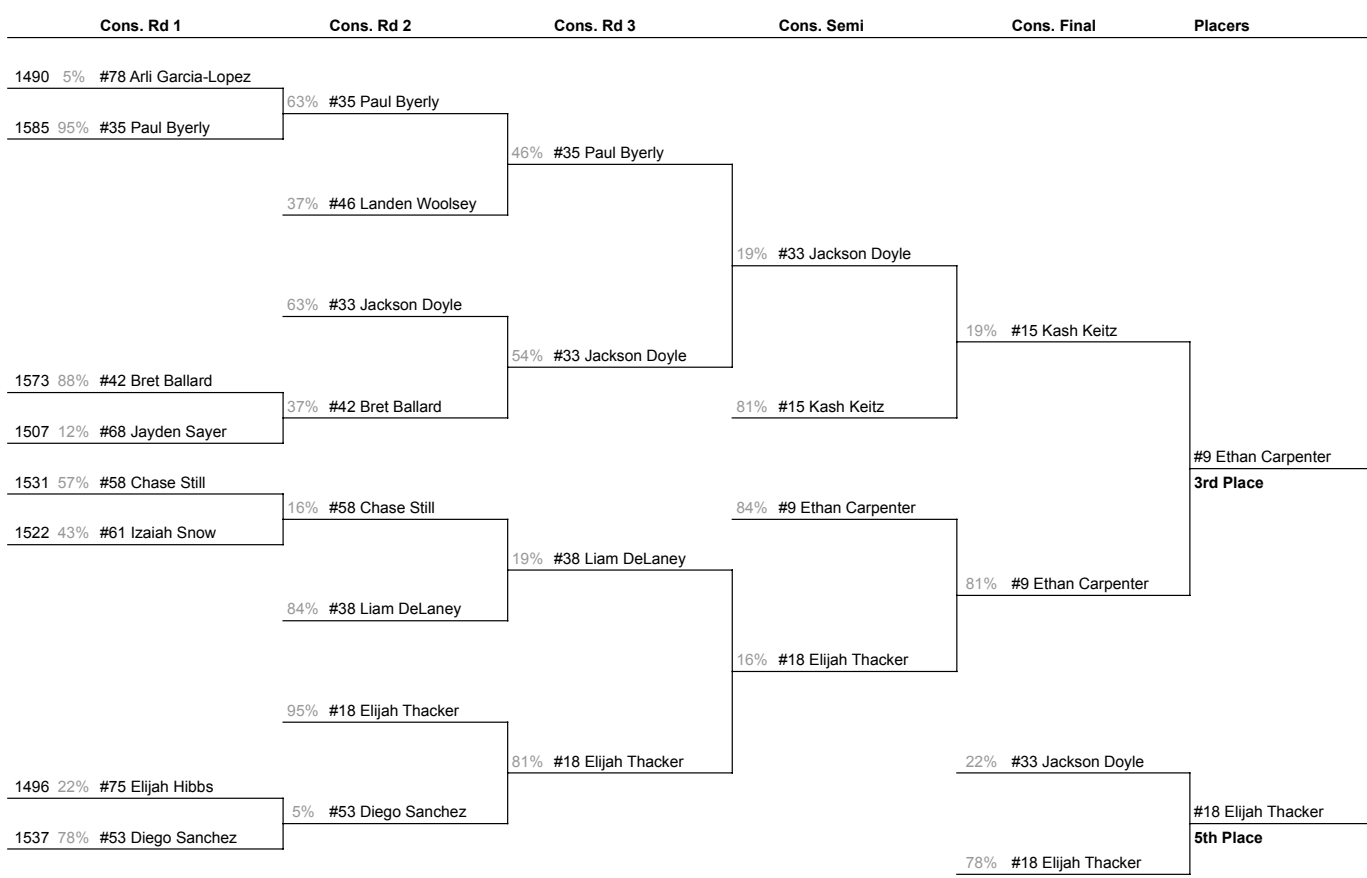 Cons. Rd 1 Cons. Rd 2 Cons. Rd 3 Cons. Semi Cons. Final Placers
1490 5% #78 Arli Garcia-Lopez
63% #35 Paul Byerly
1585 95% #35 Paul Byerly
46% #35 Paul Byerly
37% #46 Landen Woolsey
19% #33 Jackson Doyle
63% #33 Jackson Doyle
19% #15 Kash Keitz
54% #33 Jackson Doyle
1573 88% #42 Bret Ballard
37% #42 Bret Ballard
81% #15 Kash Keitz
1507 12% #68 Jayden Sayer
#9 Ethan Carpenter
1531 57% #58 Chase Still
3rd Place
16% #58 Chase Still
84% #9 Ethan Carpenter
1522 43% #61 Izaiah Snow
19% #38 Liam DeLaney
81% #9 Ethan Carpenter
84% #38 Liam DeLaney
16% #18 Elijah Thacker
95% #18 Elijah Thacker
81% #18 Elijah Thacker
22% #33 Jackson Doyle
1496 22% #75 Elijah Hibbs
5% #53 Diego Sanchez
#18 Elijah Thacker
1537 78% #53 Diego Sanchez
5th Place
78% #18 Elijah Thacker